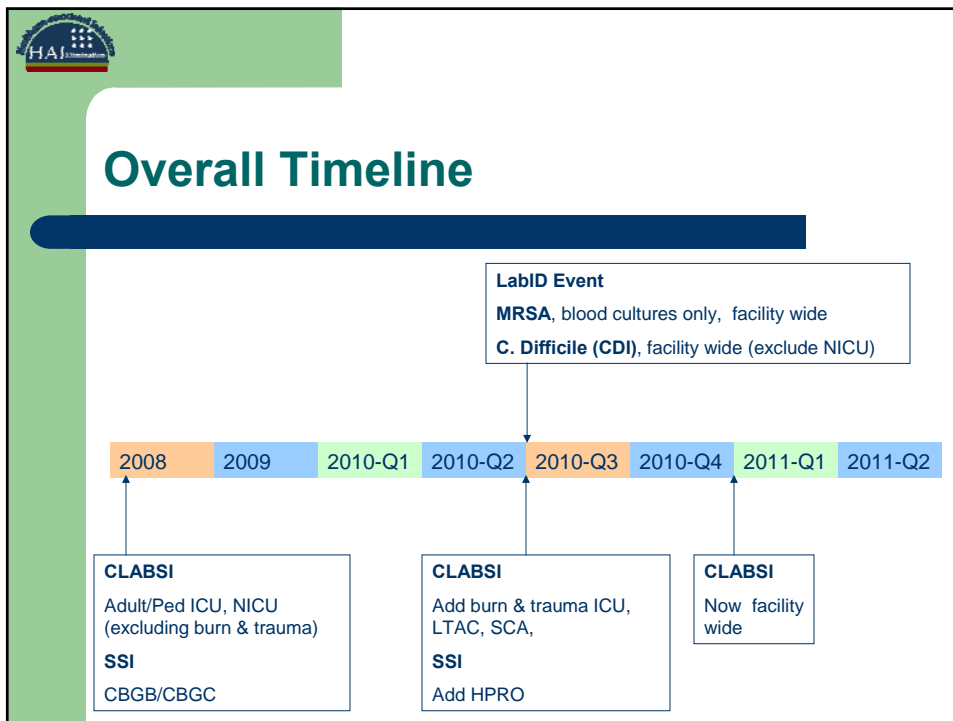 HAI
Elimination
Overall Timeline
LabID Event
MRSA, blood cultures only, facility wide
C. Difficile (CDI), facility wide (exclude NICU)
2008 2009 2010-Q1 2010-Q2 2010-Q3 2010-Q4 2011-Q1 2011-Q2
CLABSI
Adult/Ped ICU, NICU
(excluding burn & trauma)
SSI
CBGB/CBGC
CLABSI
Add burn & trauma ICU,
LTAC, SCA,
SSI
Add HPRO
CLABSI
Now facility
wide